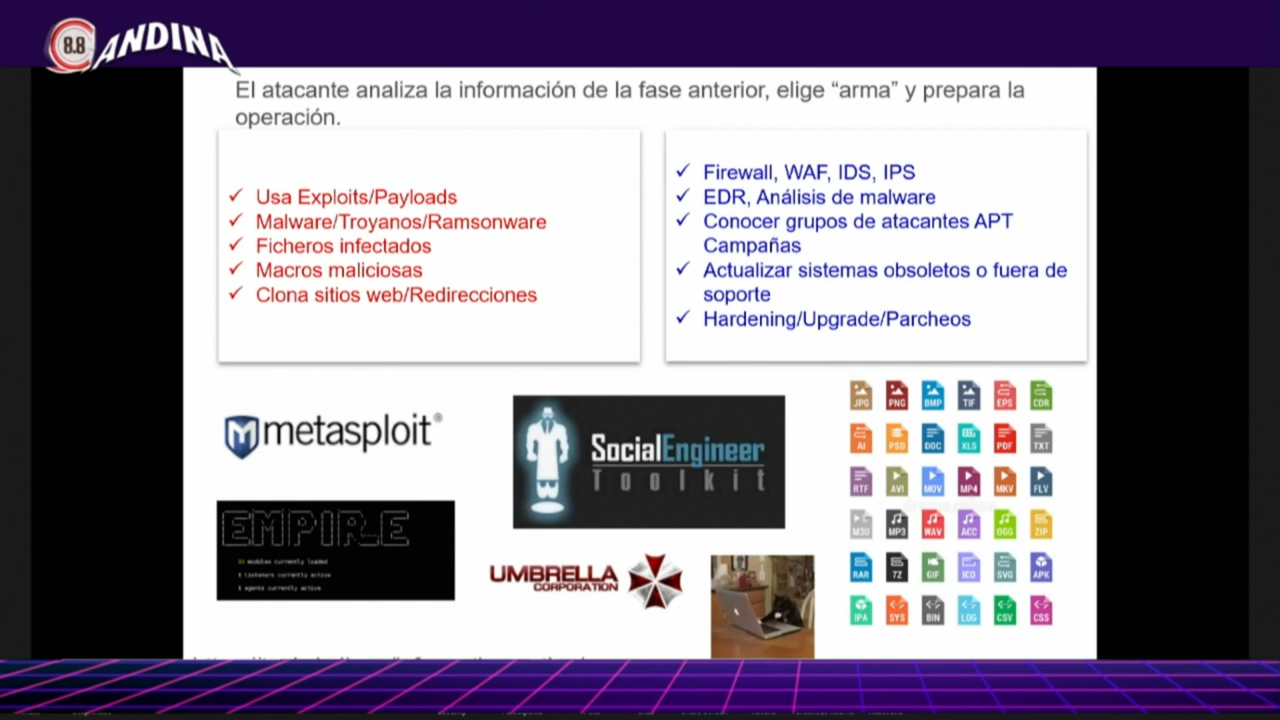 8.8 ANDINA
El atacante analiza la información de la fase anterior, elige “arma” y prepara la
operación.
✓ Usa Exploits/Payloads
✓ Malware/Troyanos/Ramsonware
✓ Ficheros infectados
✓ Macros maliciosas
✓ Clona sitios web/Redirecciones
✓ Firewall, WAF, IDS, IPS
✓ EDR, Análisis de malware
✓ Conocer grupos de atacantes APT
Campañas
✓ Actualizar sistemas obsoletos o fuera de
soporte
✓ Hardening/Upgrade/Parcheos
metasploit®
SocialEngineer
Toolkit
EMPIRE
modules currently loaded
listeners currently active
agents currently active
UMBRELLA
CORPORATION
JPG PNG BMP TIF EPS CDR
AI PSD DOC XLS PDF TXT
RTF AVI MOV MP4 MKV FLV
M3U MP3 WAV ACC OGG ZIP
RAR 7Z GIF ICO SVG APK
IPA SYS BIN LOG CSV CSS